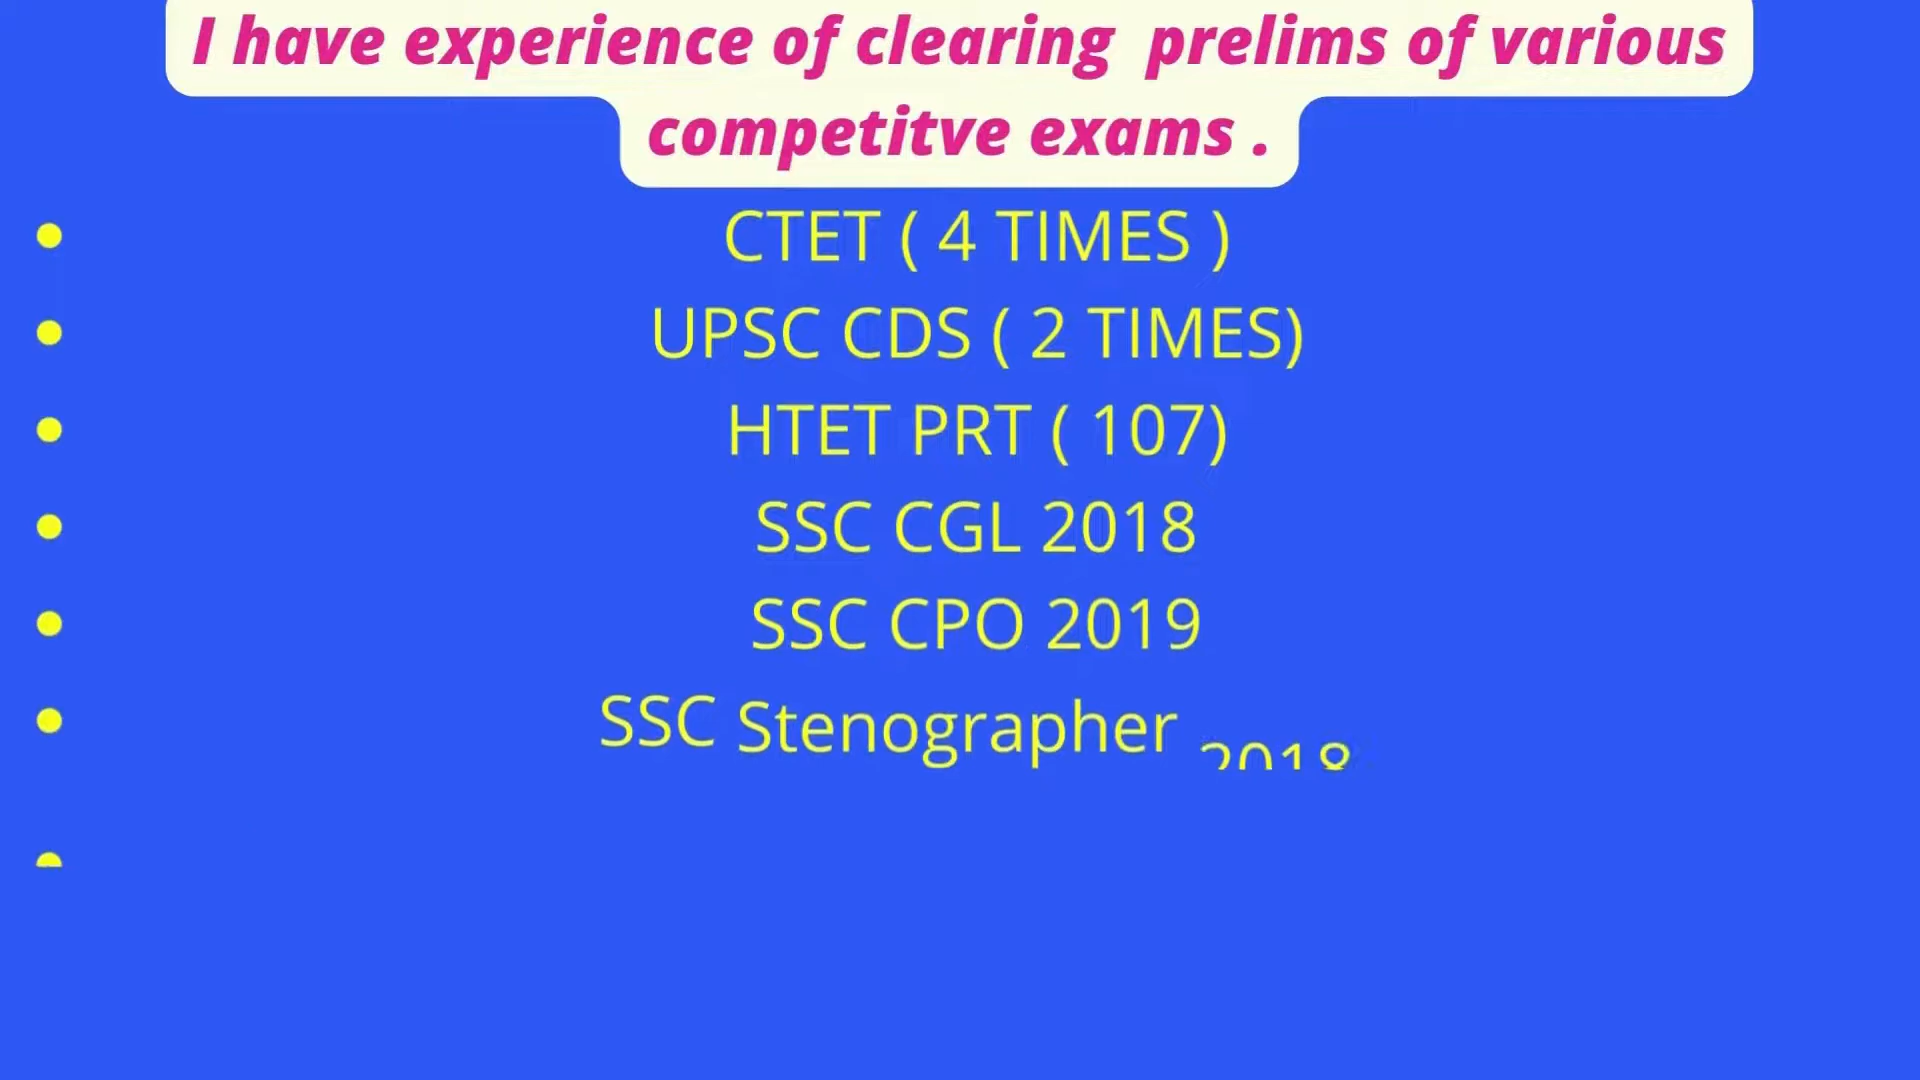 I have experience of clearing prelims of various
competitve exams .
CTET ( 4 TIMES )
UPSC CDS ( 2 TIMES)
HTET PRT ( 107)
SSC CGL 2018
SSC CPO 2019
SSC Stenographer 2018